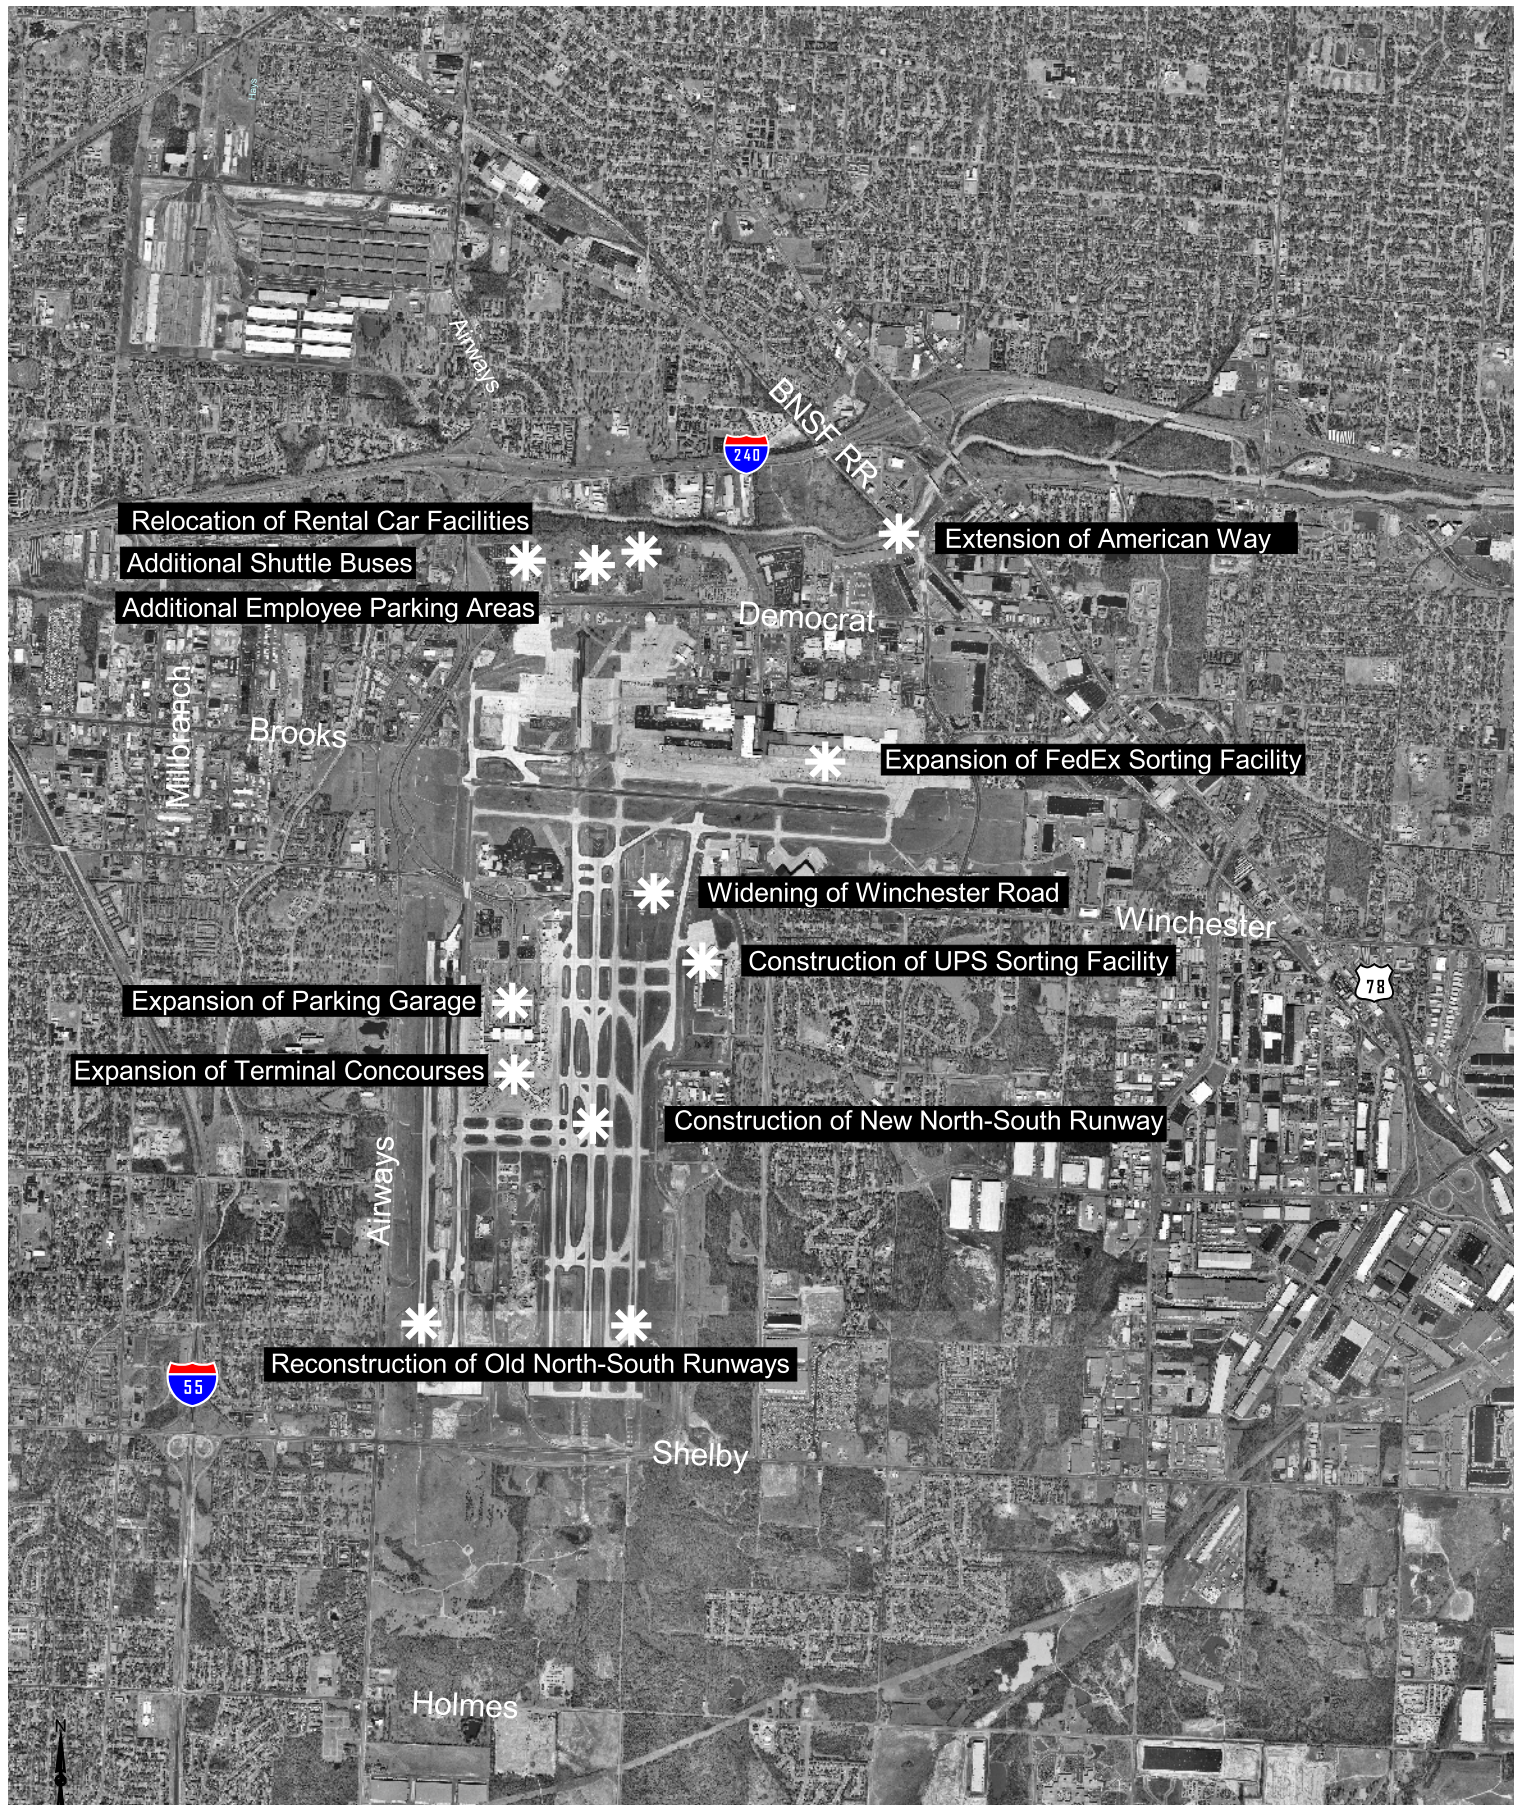 Hays
Airways
BNSF RR
240
Relocation of Rental Car Facilities
Extension of American Way
Additional Shuttle Buses
Additional Employee Parking Areas
Democrat
Millbranch
Brooks
Expansion of FedEx Sorting Facility
Widening of Winchester Road
Winchester
Construction of UPS Sorting Facility
78
Expansion of Parking Garage
Expansion of Terminal Concourses
Construction of New North-South Runway
Airways
Reconstruction of Old North-South Runways
55
Shelby
Holmes
N